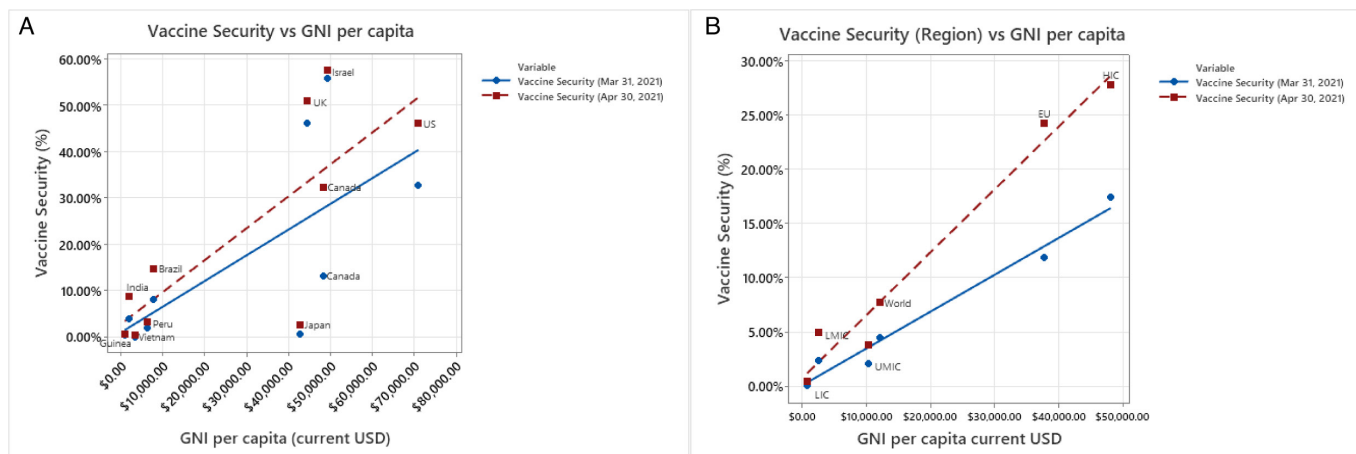 A
Vaccine Security vs GNI per capita
Vaccine Security (%)
60.00%
50.00%
40.00%
30.00%
20.00%
10.00%
0.00%
Israel
UK
US
Canada
Brazil
India
Canada
Peru
Japan
Guinea
Vietnam
$0.00
$10,000.00
$20,000.00
$30,000.00
$40,000.00
$50,000.00
$60,000.00
$70,000.00
$80,000.00
GNI per capita (current USD)
Variable
Vaccine Security (Mar 31, 2021)
Vaccine Security (Apr 30, 2021)
B
Vaccine Security (Region) vs GNI per capita
Vaccine Security (%)
30.00%
25.00%
20.00%
15.00%
10.00%
5.00%
0.00%
HIC
EU
World
LMIC
UMIC
LIC
$0.00
$10,000.00
$20,000.00
$30,000.00
$40,000.00
$50,000.00
GNI per capita current USD
Variable
Vaccine Security (Mar 31, 2021)
Vaccine Security (Apr 30, 2021)